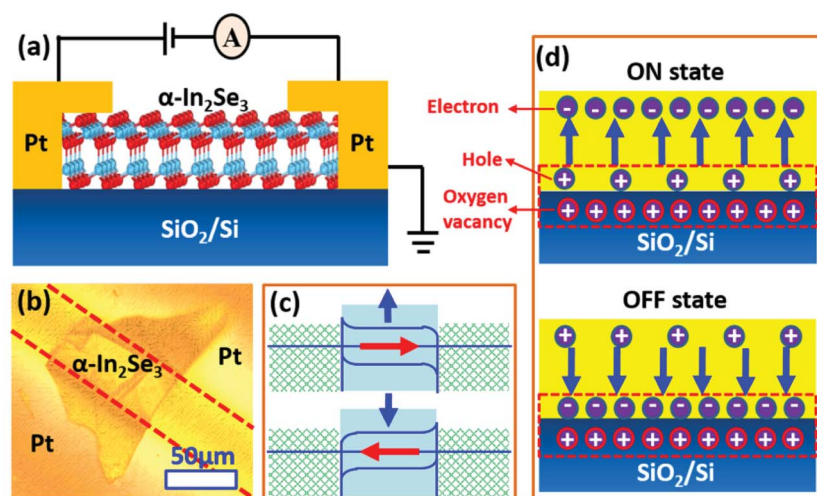 (a)
A
α-In2Se3
Pt
Pt
SiO2/Si
(b)
α-In2Se3
Pt
Pt
50μm
(c)
(d)
ON state
Electron
- - - - - - - -
Hole
+ + + + +
Oxygen
vacancy
+ + + + + + + + +
SiO2/Si
OFF state
+ + + + +
- - - - - - - - -
+ + + + + + + + +
SiO2/Si